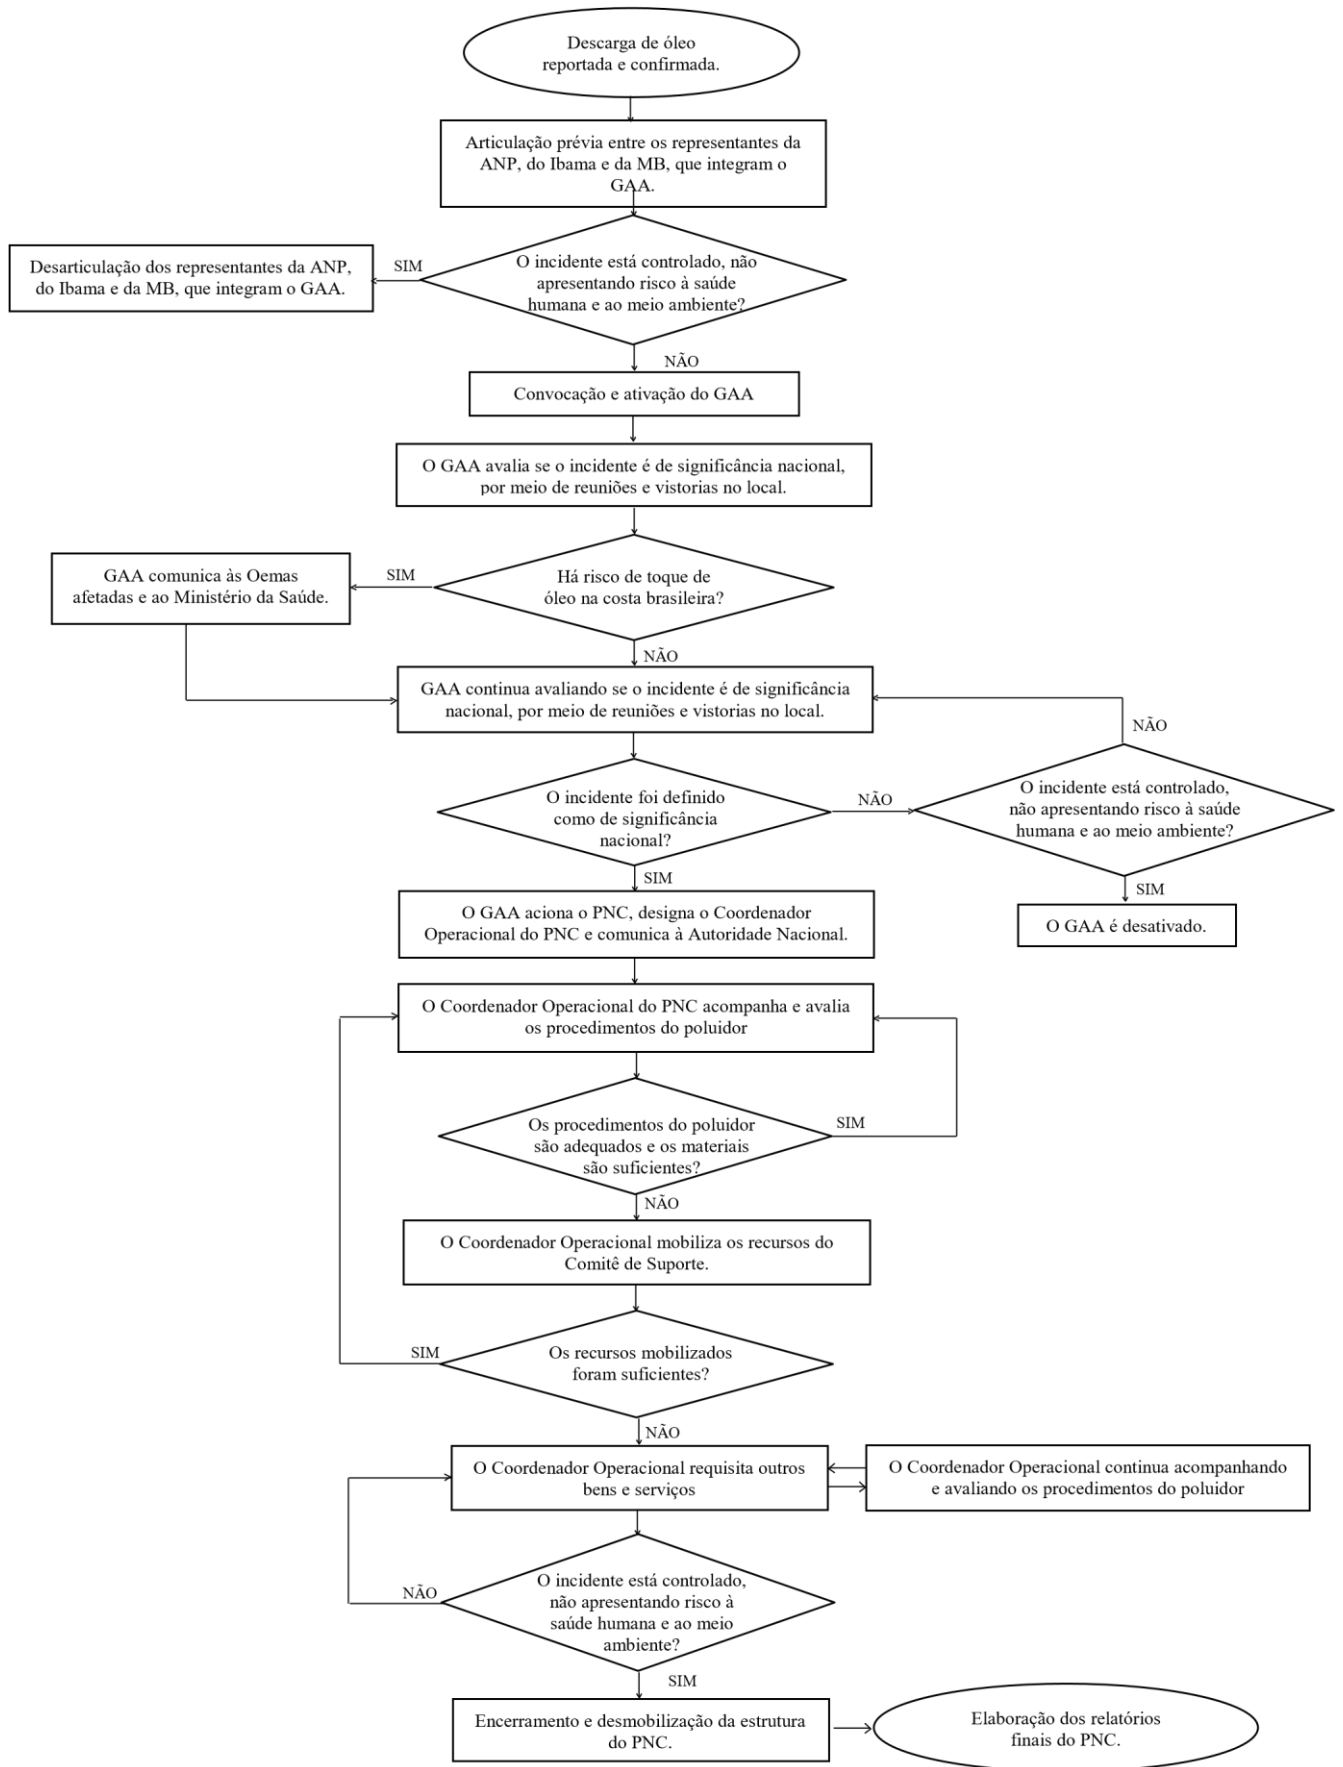 Descarga de óleo
reportada e confirmada.
Articulação prévia entre os representantes da
ANP, do Ibama e da MB, que integram o
GAA.
O incidente está controlado, não
apresentando risco à saúde
humana e ao meio ambiente?
SIM
Desarticulação dos representantes da ANP,
do Ibama e da MB, que integram o GAA.
NÃO
Convocação e ativação do GAA
O GAA avalia se o incidente é de significância nacional,
por meio de reuniões e vistorias no local.
Há risco de toque de
óleo na costa brasileira?
SIM
GAA comunica às Oemas
afetadas e ao Ministério da Saúde.
NÃO
GAA continua avaliando se o incidente é de significância
nacional, por meio de reuniões e vistorias no local.
NÃO
O incidente foi definido
como de significância
nacional?
NÃO
O incidente está controlado,
não apresentando risco à saúde
humana e ao meio ambiente?
SIM
SIM
O GAA é desativado.
O GAA aciona o PNC, designa o Coordenador
Operacional do PNC e comunica à Autoridade Nacional.
O Coordenador Operacional do PNC acompanha e avalia
os procedimentos do poluidor
Os procedimentos do poluidor
são adequados e os materiais
são suficientes?
SIM
NÃO
O Coordenador Operacional mobiliza os recursos do
Comitê de Suporte.
SIM
Os recursos mobilizados
foram suficientes?
NÃO
O Coordenador Operacional requisita outros
bens e serviços
O Coordenador Operacional continua acompanhando
e avaliando os procedimentos do poluidor
NÃO
O incidente está controlado,
não apresentando risco à
saúde humana e ao meio
ambiente?
SIM
Encerramento e desmobilização da estrutura
do PNC.
Elaboração dos relatórios
finais do PNC.